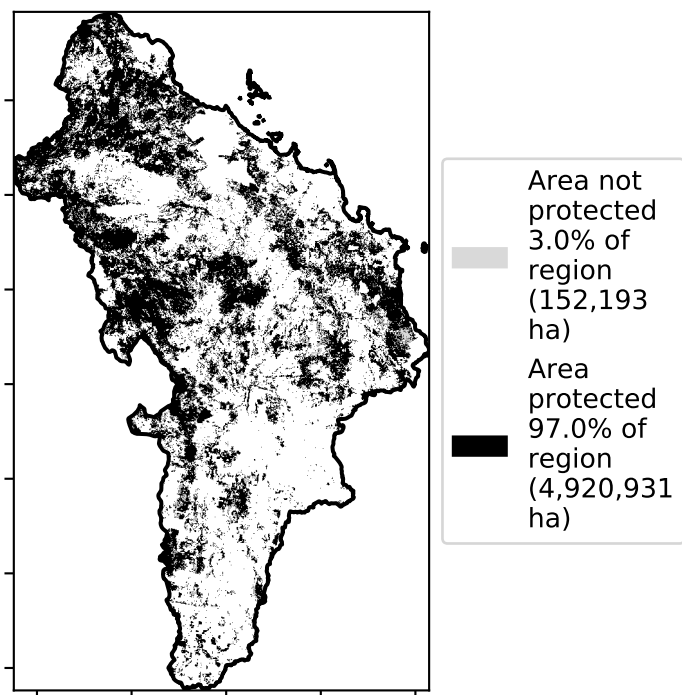 Area not
protected
3.0% of
region
(152,193
ha)
Area
protected
97.0% of
region
(4,920,931
ha)